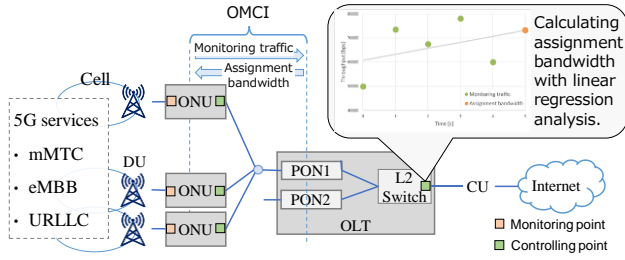 OMCI
Monitoring traffic
Assignment
bandwidth
Cell
ONU
5G services
• mMTC
• eMBB
• URLLC
DU
ONU
ONU
PON1
PON2
L2
Switch
OLT
CU
Internet
Monitoring point
Controlling point
Throughput [bps]
Time [s]
Monitoring traffic
Assignment bandwidth
Calculating
assignment
bandwidth
with linear
regression
analysis.